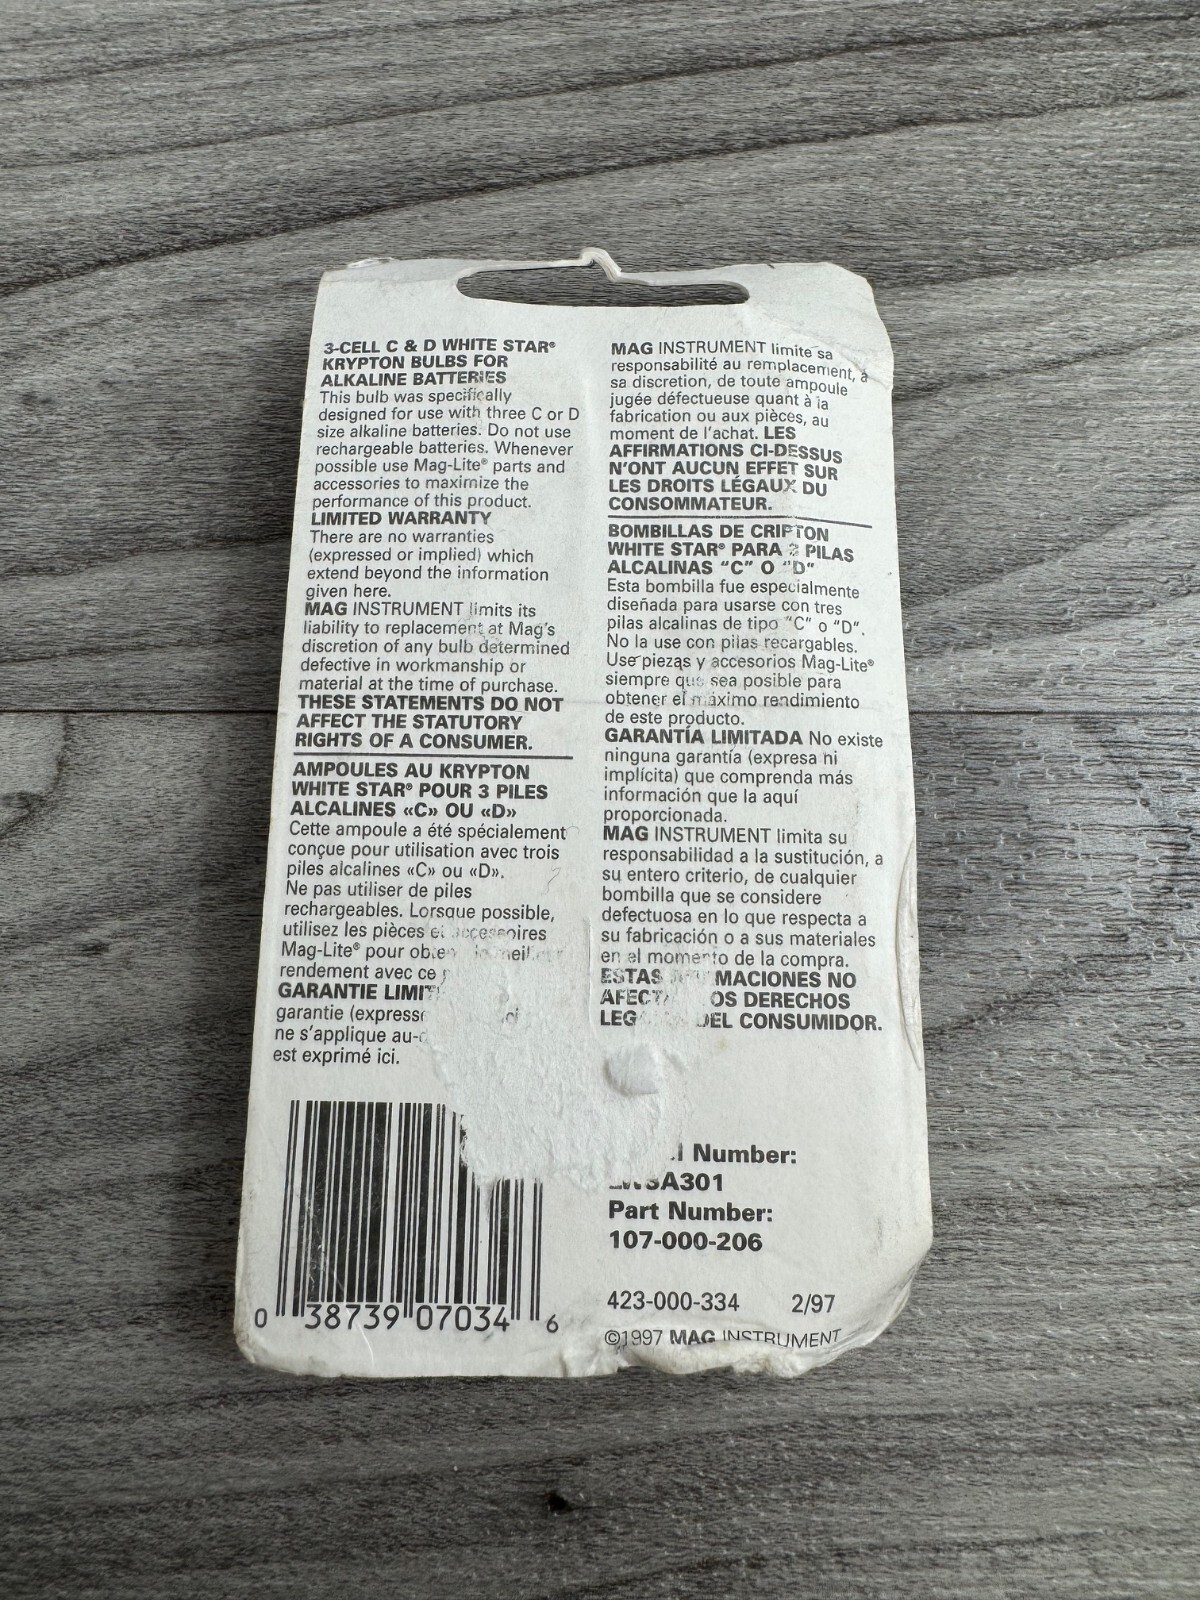 3-CELL C & D WHITE STAR®
KRYPTON BULBS FOR
ALKALINE BATTERIES
This bulb was specifically
designed for use with three C or D
size alkaline batteries. Do not use
rechargeable batteries. Whenever
possible use Mag-Lite® parts and
accessories to maximize the
performance of this product.
LIMITED WARRANTY
There are no warranties
(expressed or implied) which
extend beyond the information
given here.
MAG INSTRUMENT limits its
liability to replacement at Mag's
discretion of any bulb determined
defective in workmanship or
material at the time of purchase.
THESE STATEMENTS DO NOT
AFFECT THE STATUTORY
RIGHTS OF A CONSUMER.
AMPOULES AU KRYPTON
WHITE STAR® POUR 3 PILES
ALCALINES «C» OU «D»
Cette ampoule a été spécialement
conçue pour utilisation avec trois
piles alcalines «C» ou «D».
Ne pas utiliser de piles
rechargeables. Lorsque possible,
utilisez les pièces et accessoires
Mag-Lite® pour
rendement avec ce
GARANTIE
garantie
ne s'applique
est exprimé ici.
MAG INSTRUMENT limite sa
responsabilité au remplacement, à
sa discretion, de toute ampoule
jugée défectueuse quant à la
fabrication ou aux pièces, au
moment de l'achat. LES
AFFIRMATIONS CI-DESSUS
N'ONT AUCUN EFFET SUR
LES DROITS LÉGAUX DU
CONSOMMATEUR.
BOMBILLAS DE CRIPTON
WHITE STAR® PARA 3 PILAS
ALCALINAS "C" O "D"
Esta bombilla fue especialmente
diseñada para usarse con tres
pilas alcalinas de tipo "C" o "D".
No la use con pilas recargables.
Use piezas y accesorios Mag-Lite®
siempre que sea posible para
obtener el máximo rendimiento
de este producto.
GARANTÍA LIMITADA No existe
ninguna garantía (expresa ni
implícita) que comprenda más
información que la aquí
proporcionada.
MAG INSTRUMENT limita su
responsabilidad a la sustitución, a
su entero criterio, de cualquier
bombilla que se considere
defectuosa en lo que respecta a
su fabricación o a sus materiales
en el momento de la compra.
ESTAS
DERECHOS
DEL CONSUMIDOR.
Number:
Part Number:
107-000-206
423-000-334 2/97
©1997 MAG INSTRUMENT
0 38739 07034 6